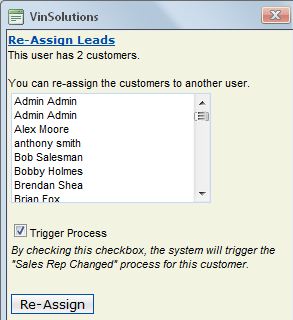 VinSolutions
Re-Assign Leads
This user has 2 customers.
You can re-assign the customers to another user.
Admin Admin
Admin Admin
Alex Moore
anthony smith
Bob Salesman
Bobby Holmes
Brendan Shea
Brian Fox
Trigger Process
By checking this checkbox, the system will trigger the
"Sales Rep Changed" process for this customer.
Re-Assign